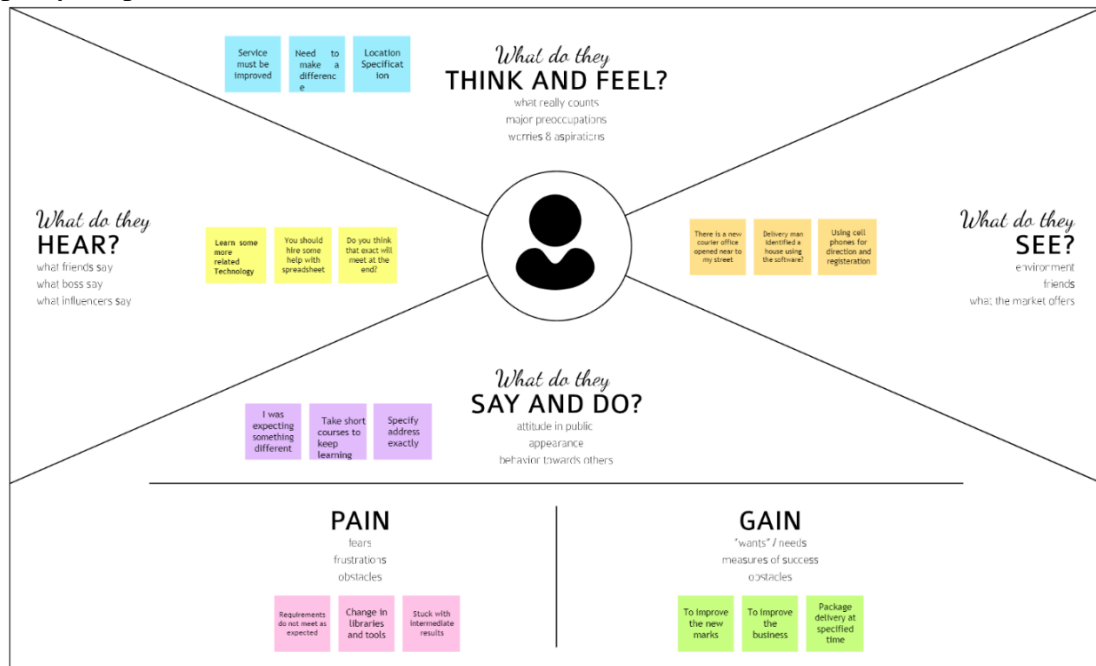 Service
must be
improved
Need to
make a
differenc
e
Location
Specificat
ion
What do they
THINK AND FEEL?
what really counts
major preoccupations
worries & aspirations
What do they
HEAR?
what friends say
what boss say
what influencers say
Learn some
more
related
Technology
You should
hire some
help with
spreadsheet
Do you think
that exact will
meet at the
end?
There is a new
courier office
opened near to
my street
Delivery man
identified a
house using
the software?
Using cell
phones for
direction and
registeration
What do they
SEE?
environment
friends
what the market offers
What do they
SAY AND DO?
attitude in public
appearance
behavior towards others
I was
expecting
something
different
Take short
courses to
keep
learning
Specify
address
exactly
PAIN
fears
frustrations
obstacles
Requirements
do not meet as
expected
Change in
libraries
and tools
Stuck with
intermediate
results
GAIN
"wants" / needs
measures of success
obstacles
To improve
the new
marks
To improve
the
business
Package
delivery at
specified
time